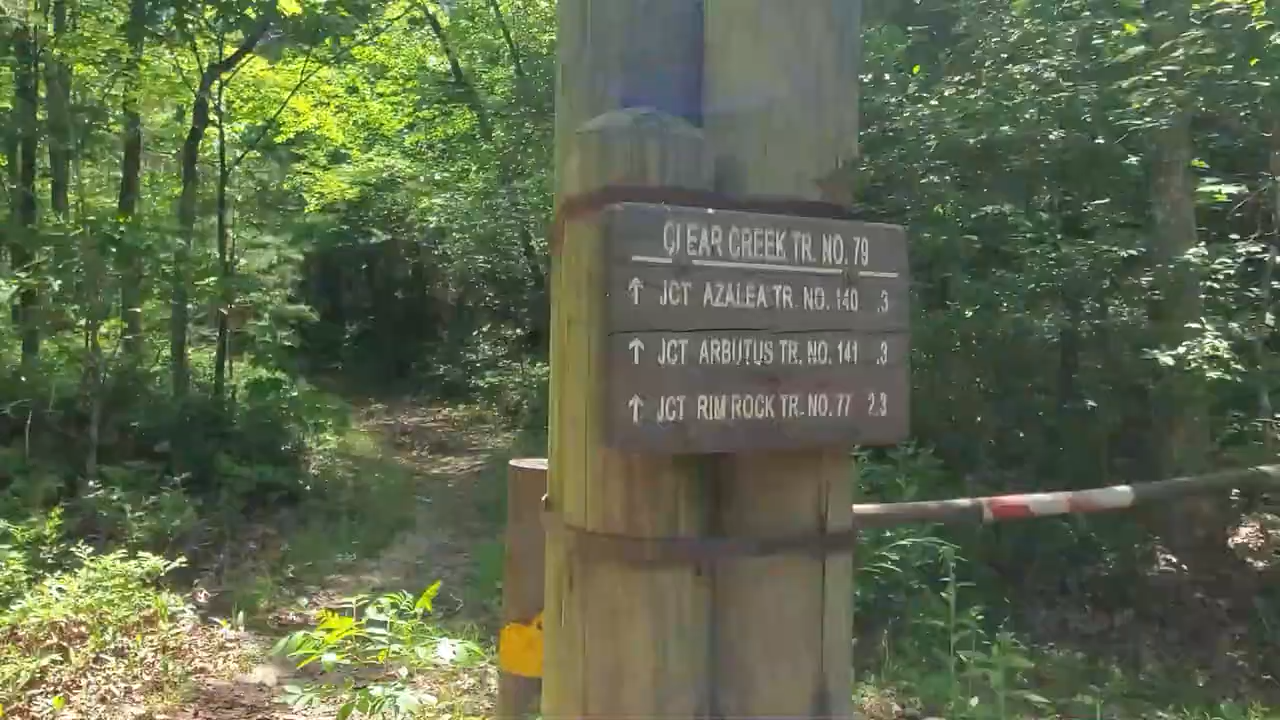 CLEAR CREEK TR. NO. 79
↑ JCT AZALEA TR. NO. 140 .3
↑ JCT ARBUTUS TR. NO. 141 .3
↑ JCT RIM ROCK TR. NO. 77 2.3